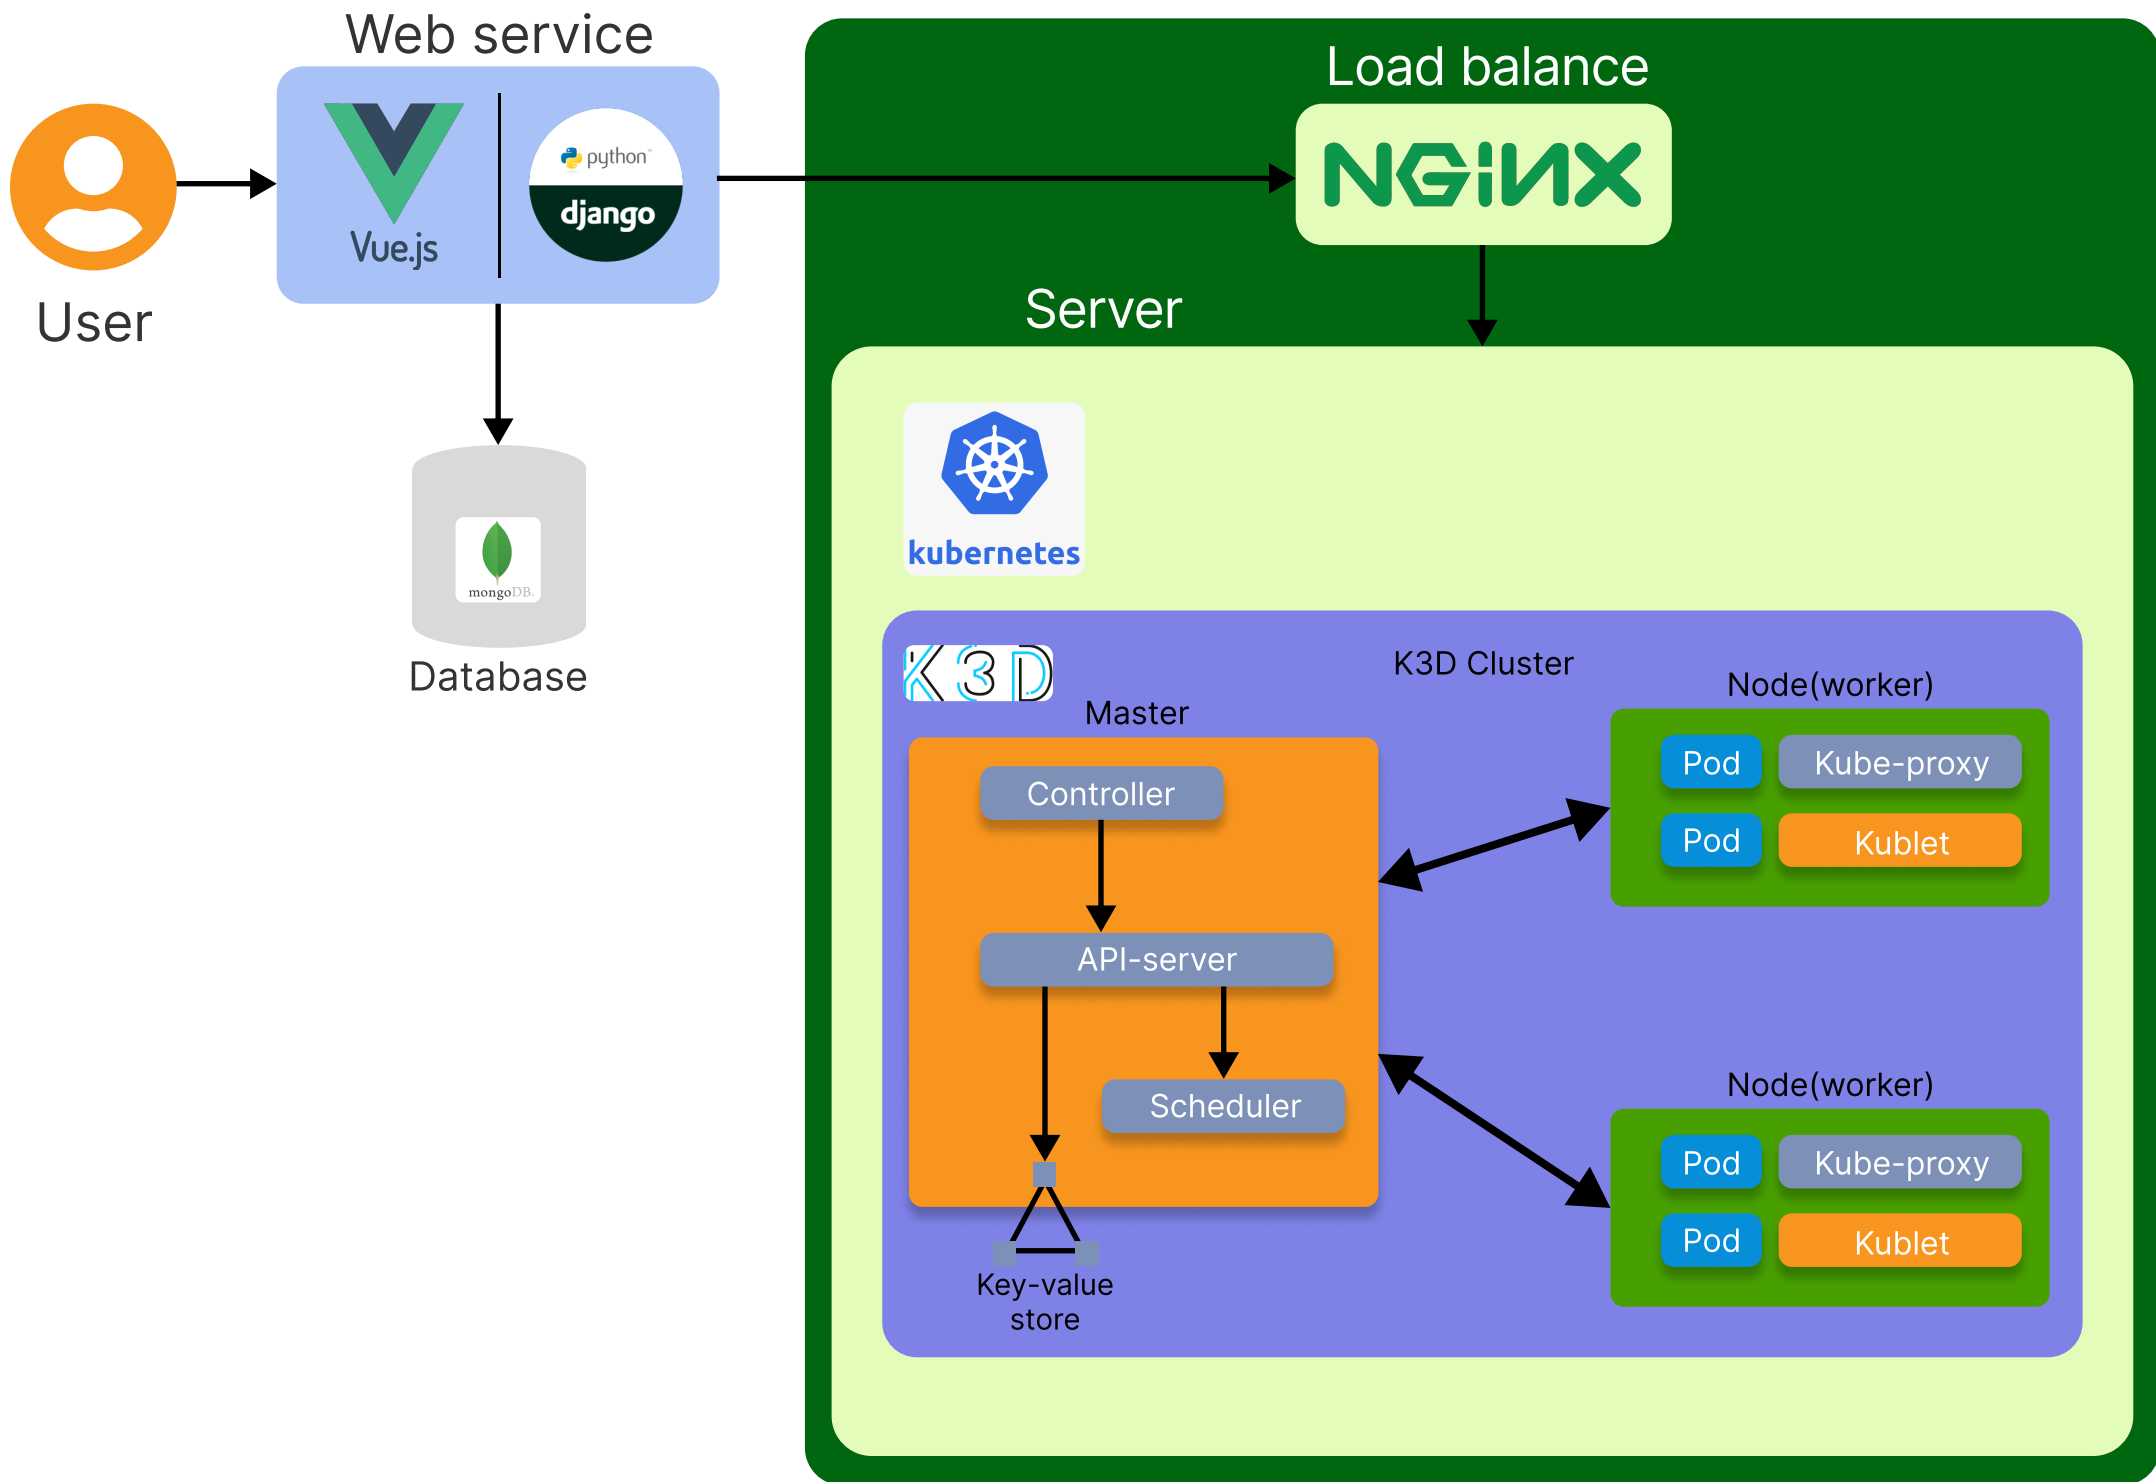 Web service
Load balance
python
django
Vue.js
NGiNX
User
Server
kubernetes
mongoDB.
Database
K3D
K3D Cluster
Master
Node(worker)
Controller
Pod
Kube-proxy
Pod
Kublet
API-server
Scheduler
Node(worker)
Pod
Kube-proxy
Pod
Kublet
Key-value
store